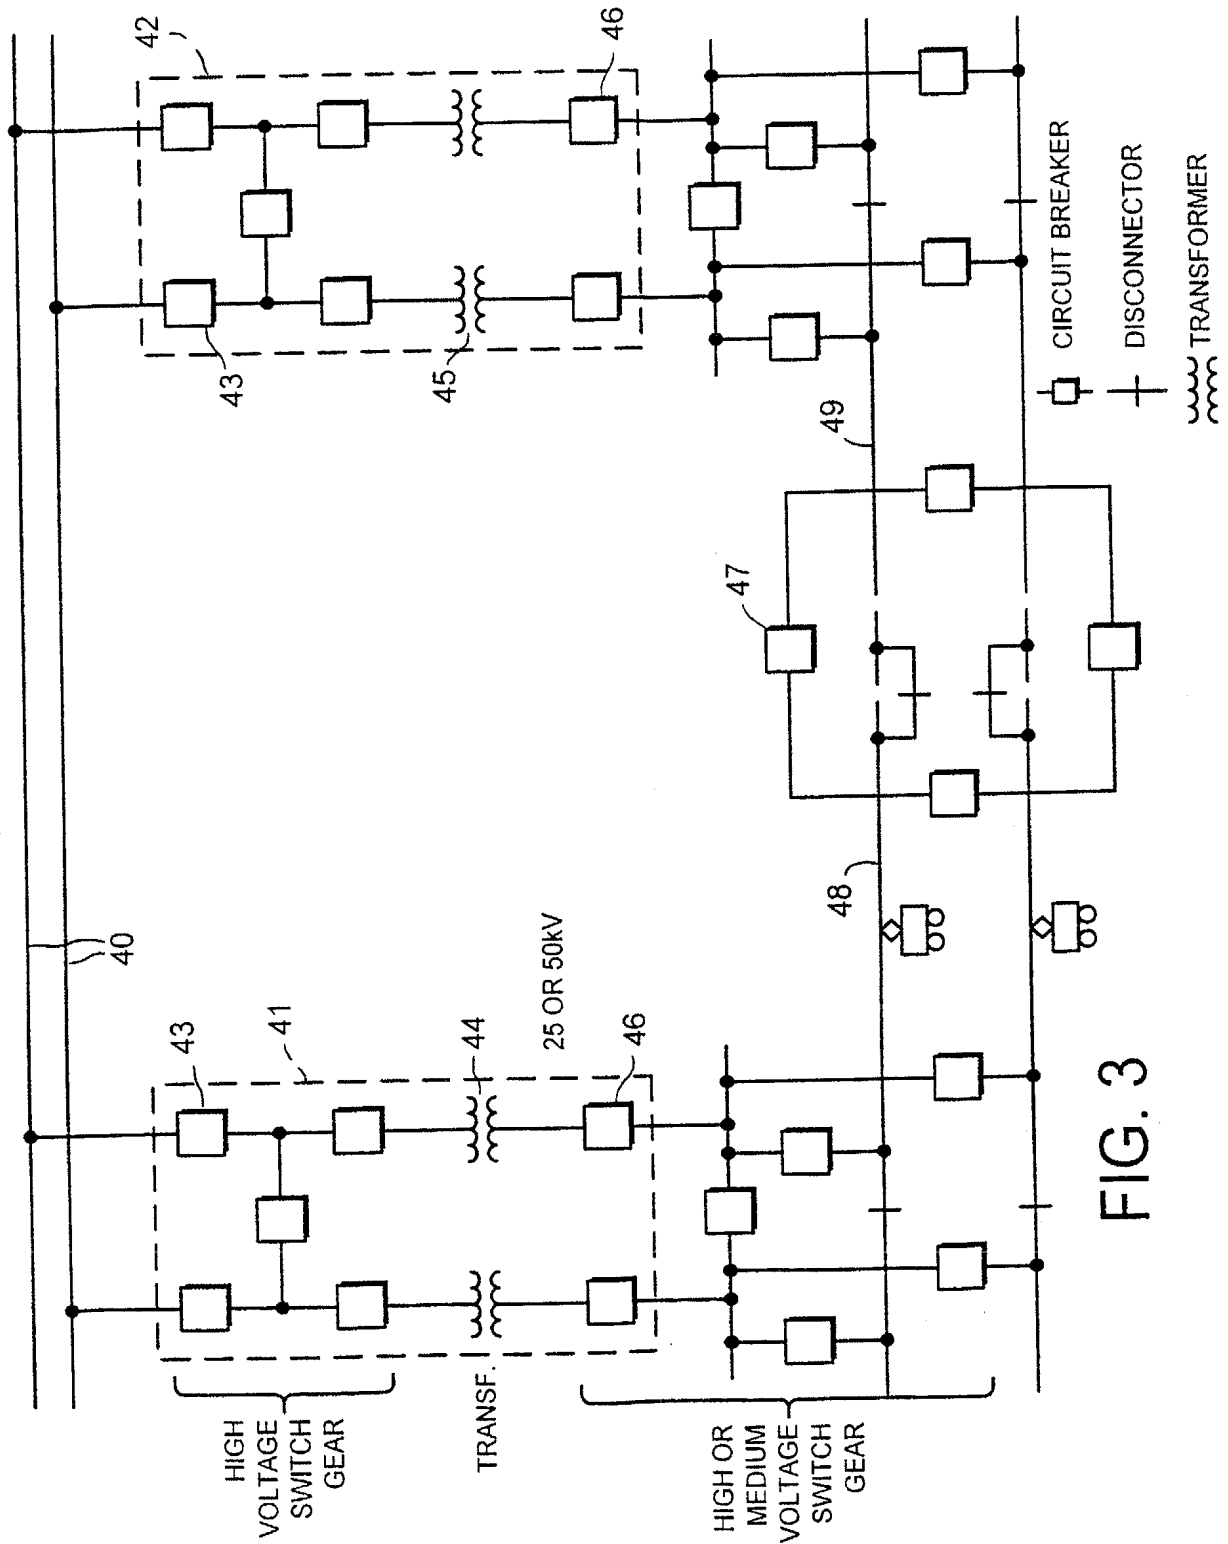 40
41
42
43
43
44
45
46
46
47
48
49
25 OR 50kV
HIGH
VOLTAGE
SWITCH
GEAR
TRANSF.
HIGH OR
MEDIUM
VOLTAGE
SWITCH
GEAR
CIRCUIT BREAKER
DISCONNECTOR
TRANSFORMER
FIG. 3